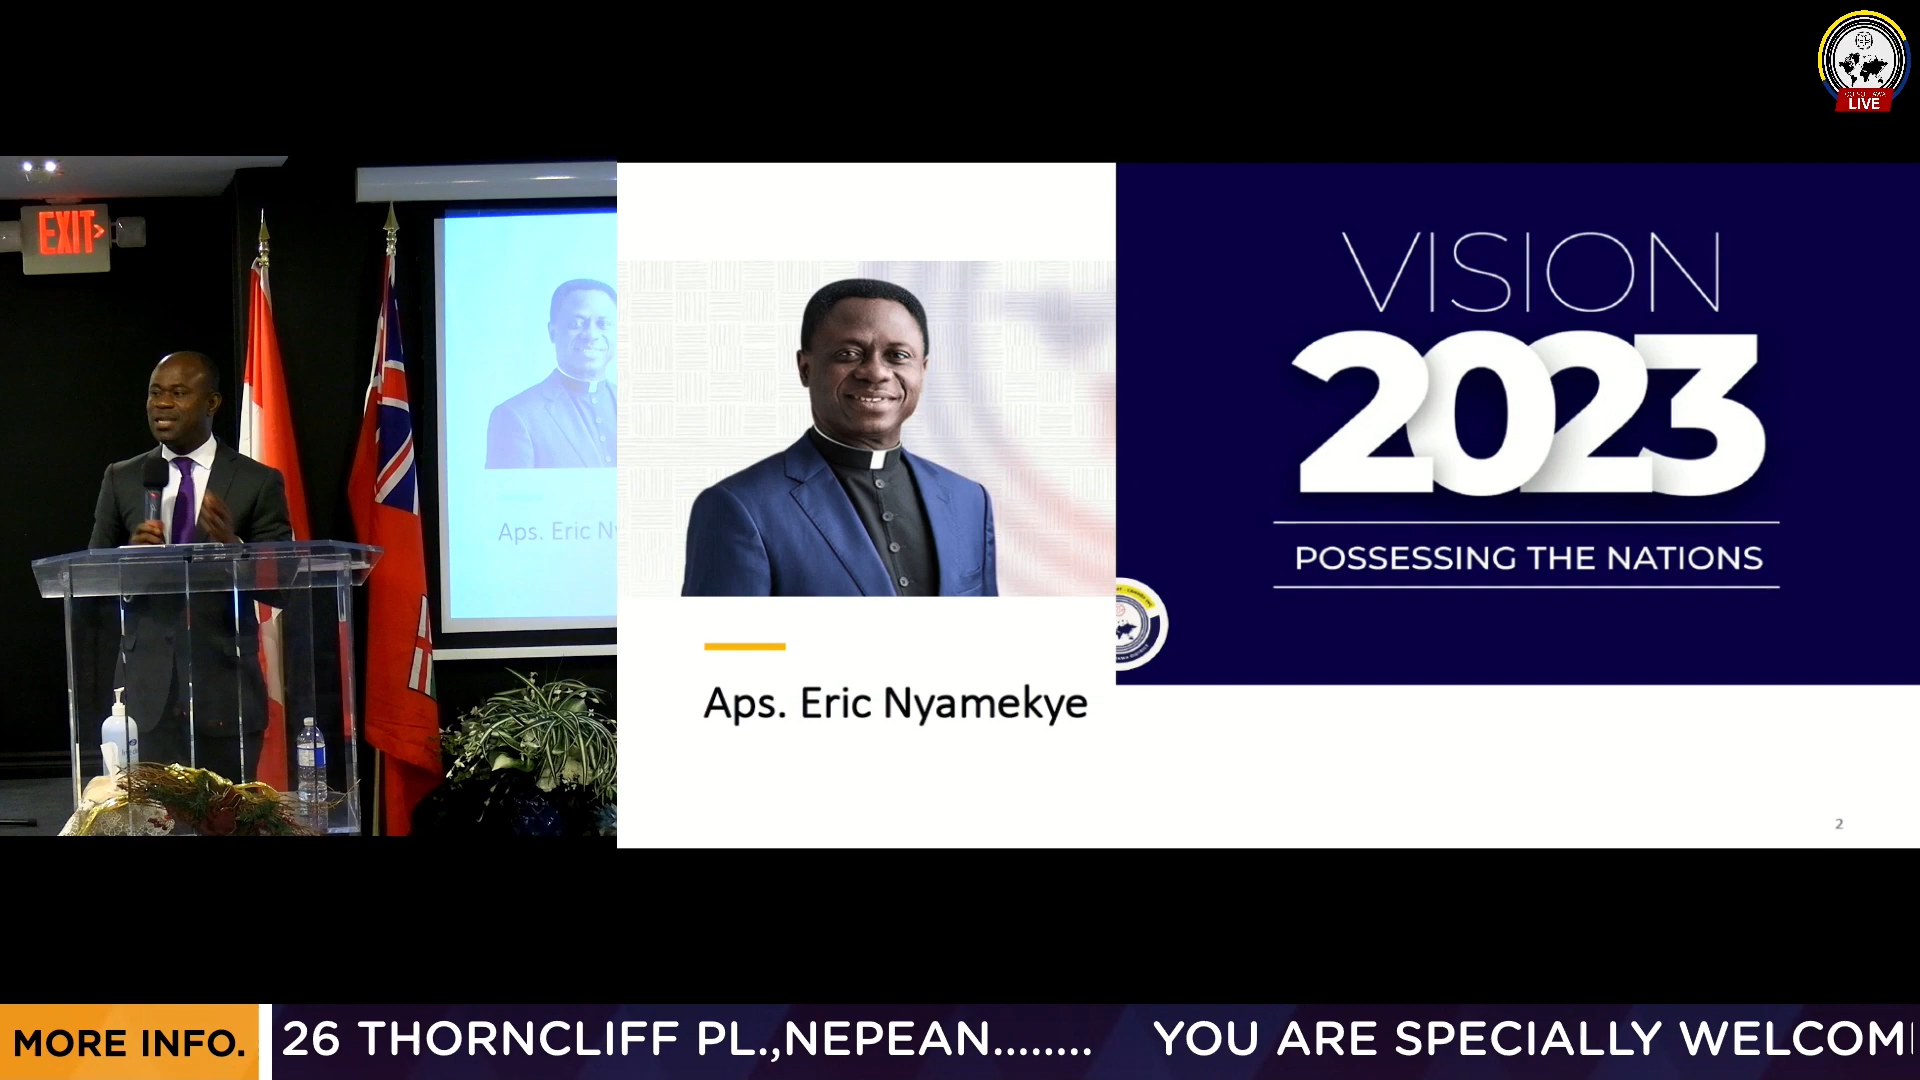 LIVE
EXIT
Aps. Eric
VISION
2023
POSSESSING THE NATIONS
Aps. Eric Nyamekye
2
MORE INFO.
26 THORNCLIFF PL.,NEPEAN........ YOU ARE SPECIALLY WELCOM